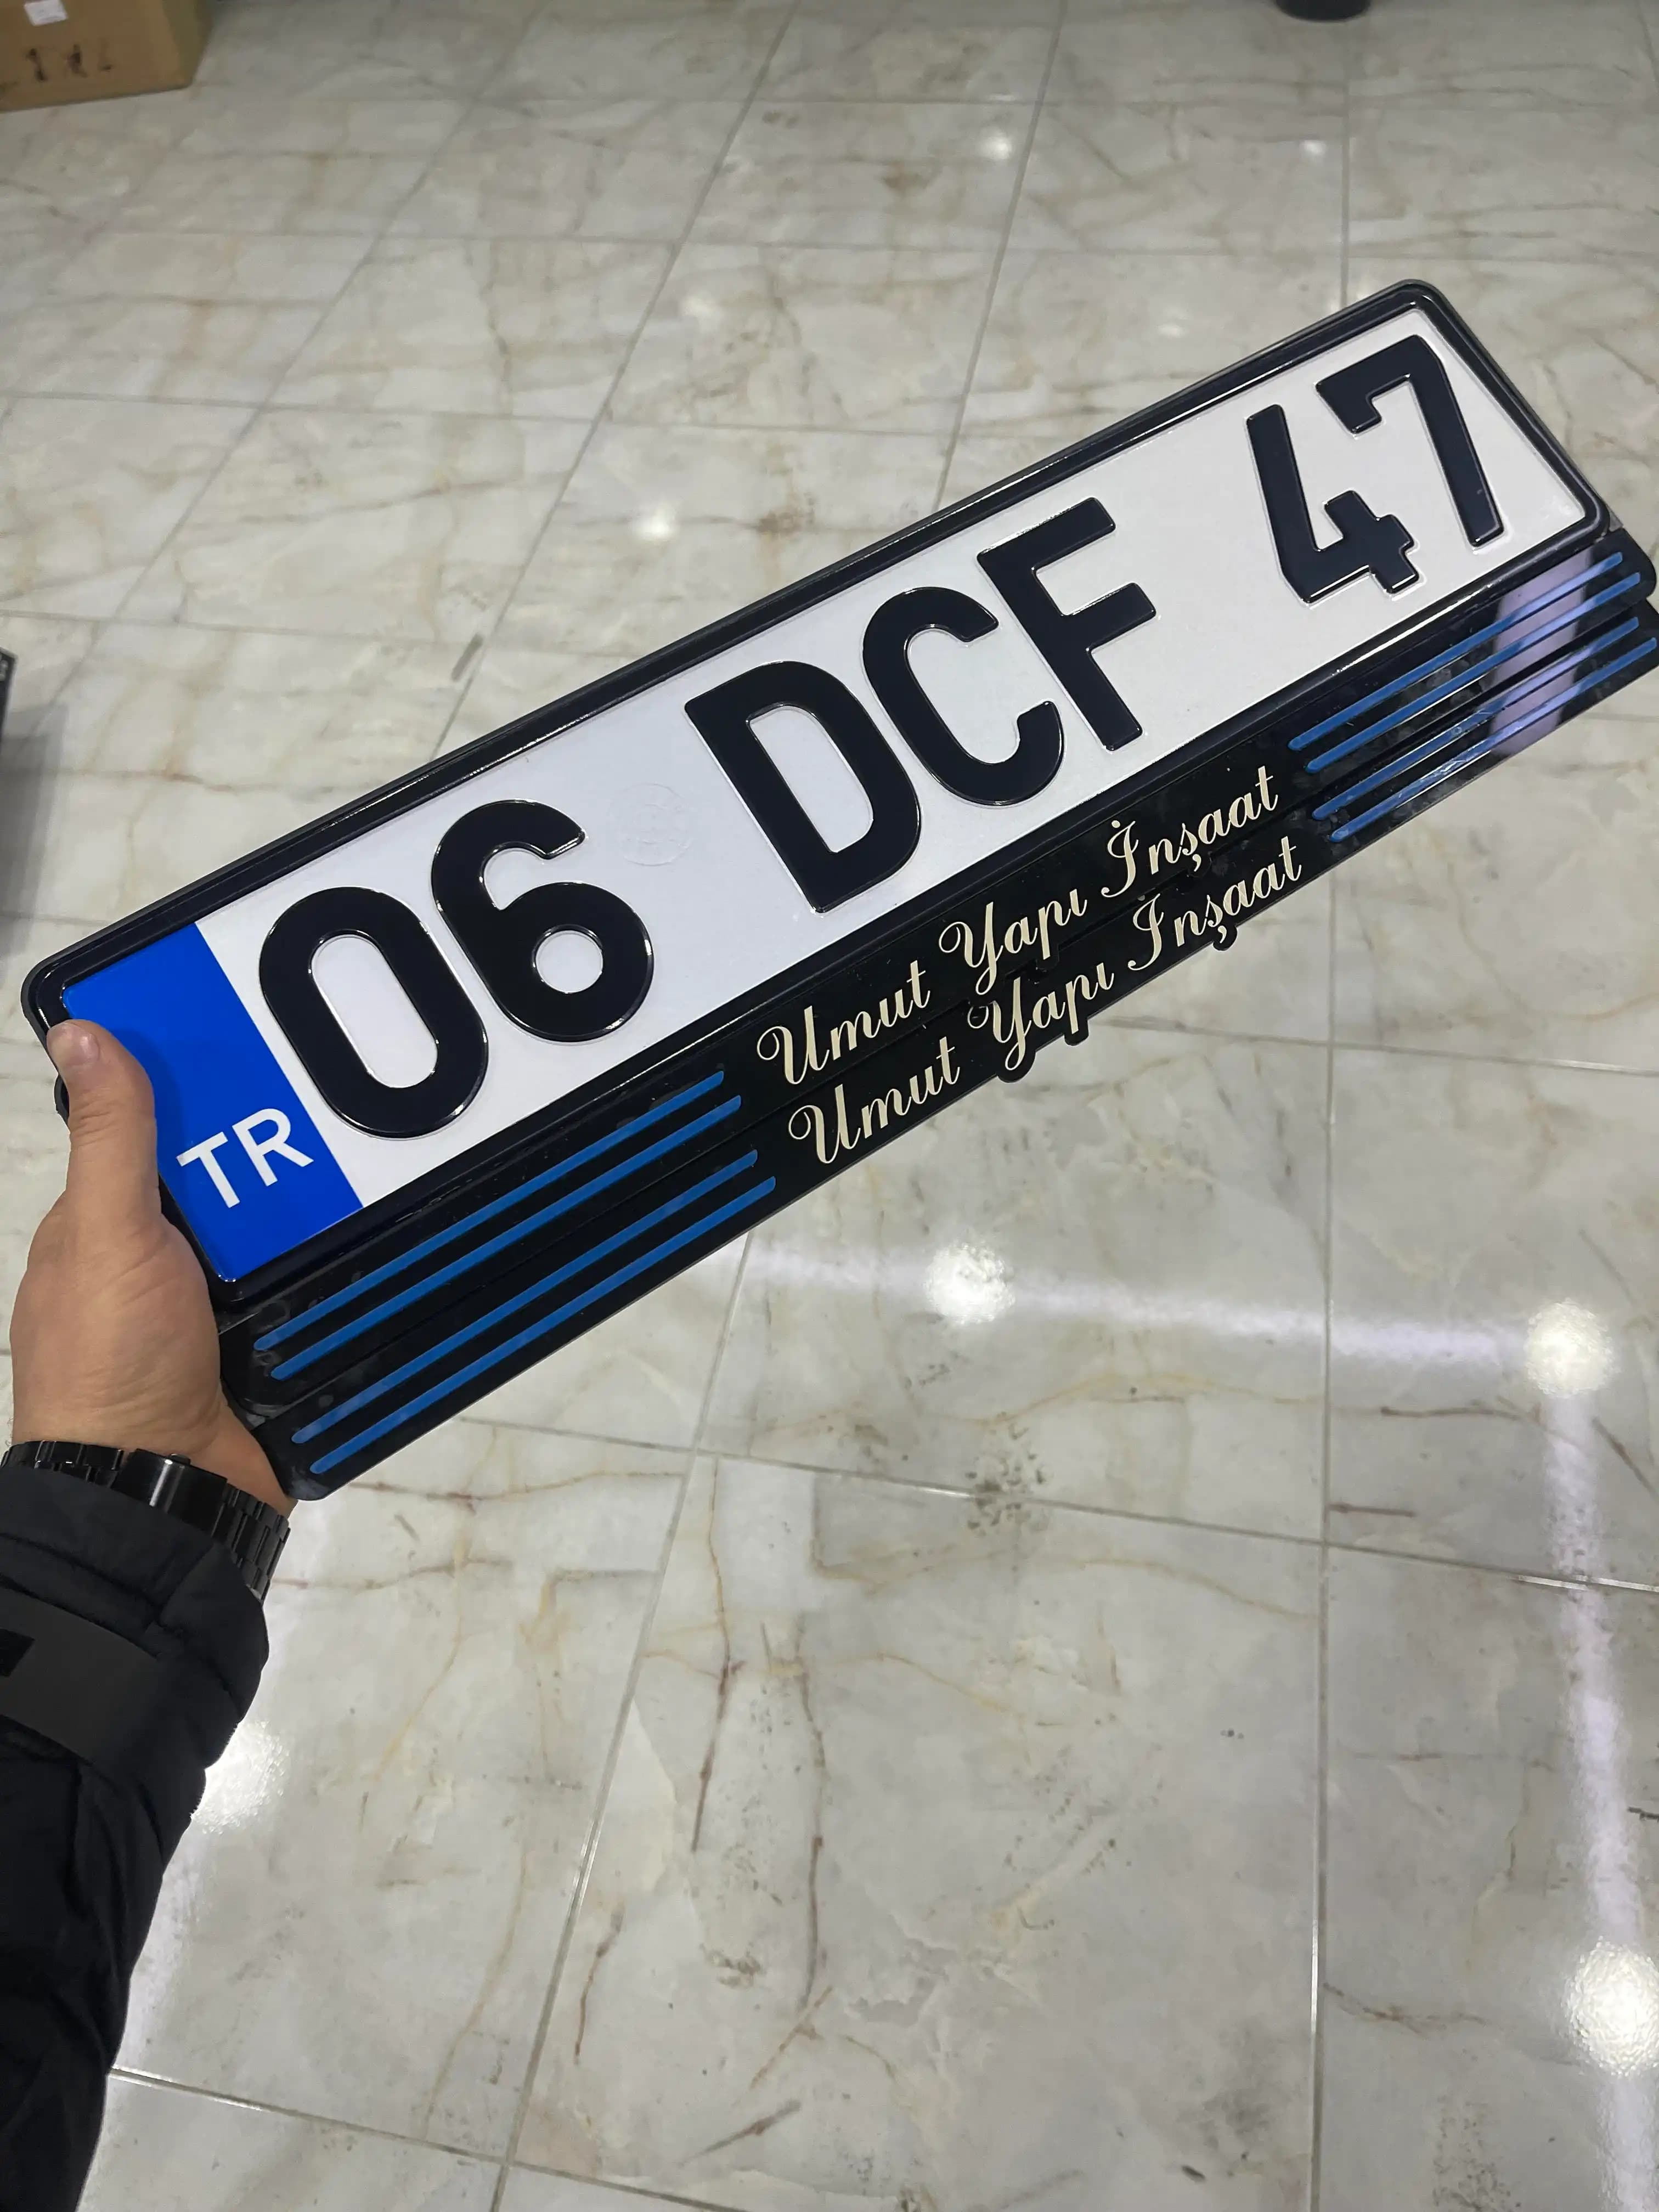 TR 06 DCF 47
Umut Yapı İnşaat
Umut Yapı İnşaat